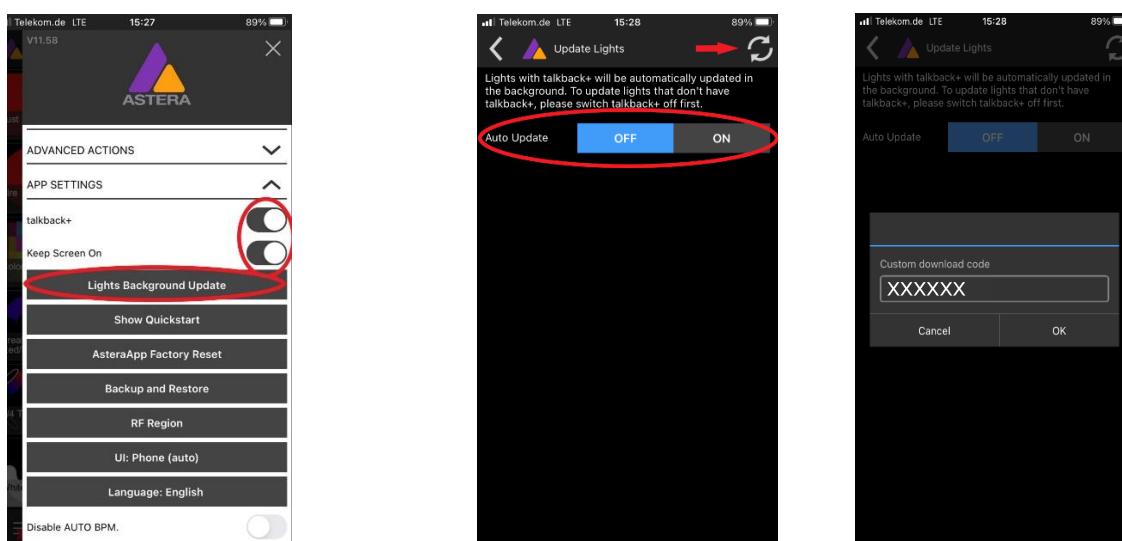 Telekom.de LTE 15:27 89%
V11.58
ASTERA
ADVANCED ACTIONS
APP SETTINGS
talkback+
Keep Screen On
Lights Background Update
Show Quickstart
AsteraApp Factory Reset
Backup and Restore
RF Region
UI: Phone (auto)
Language: English
Disable AUTO BPM.
Telekom.de LTE 15:28 89%
Update Lights
Lights with talkback+ will be automatically updated in
the background. To update lights that don't have
talkback+, please switch talkback+ off first.
Auto Update OFF ON
Telekom.de LTE 15:28 89%
Update Lights
Lights with talkback+ will be automatically updated in
the background. To update lights that don't have
talkback+, please switch talkback+ off first.
Auto Update OFF ON
Custom download code
XXXXXX
Cancel OK